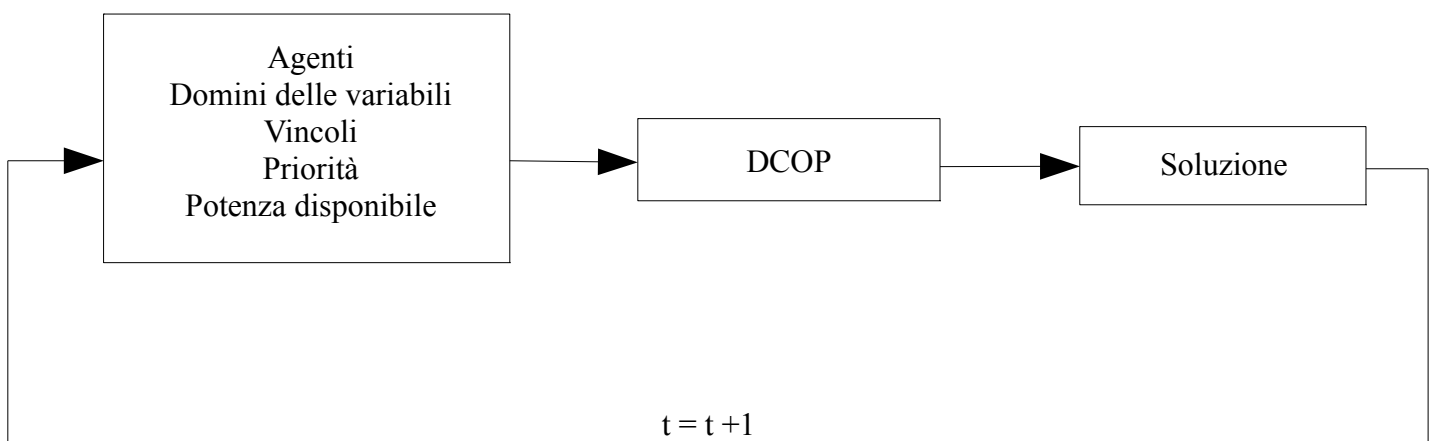 Agenti
Domini delle variabili
Vincoli
Priorità
Potenza disponibile
DCOP
Soluzione
t = t +1